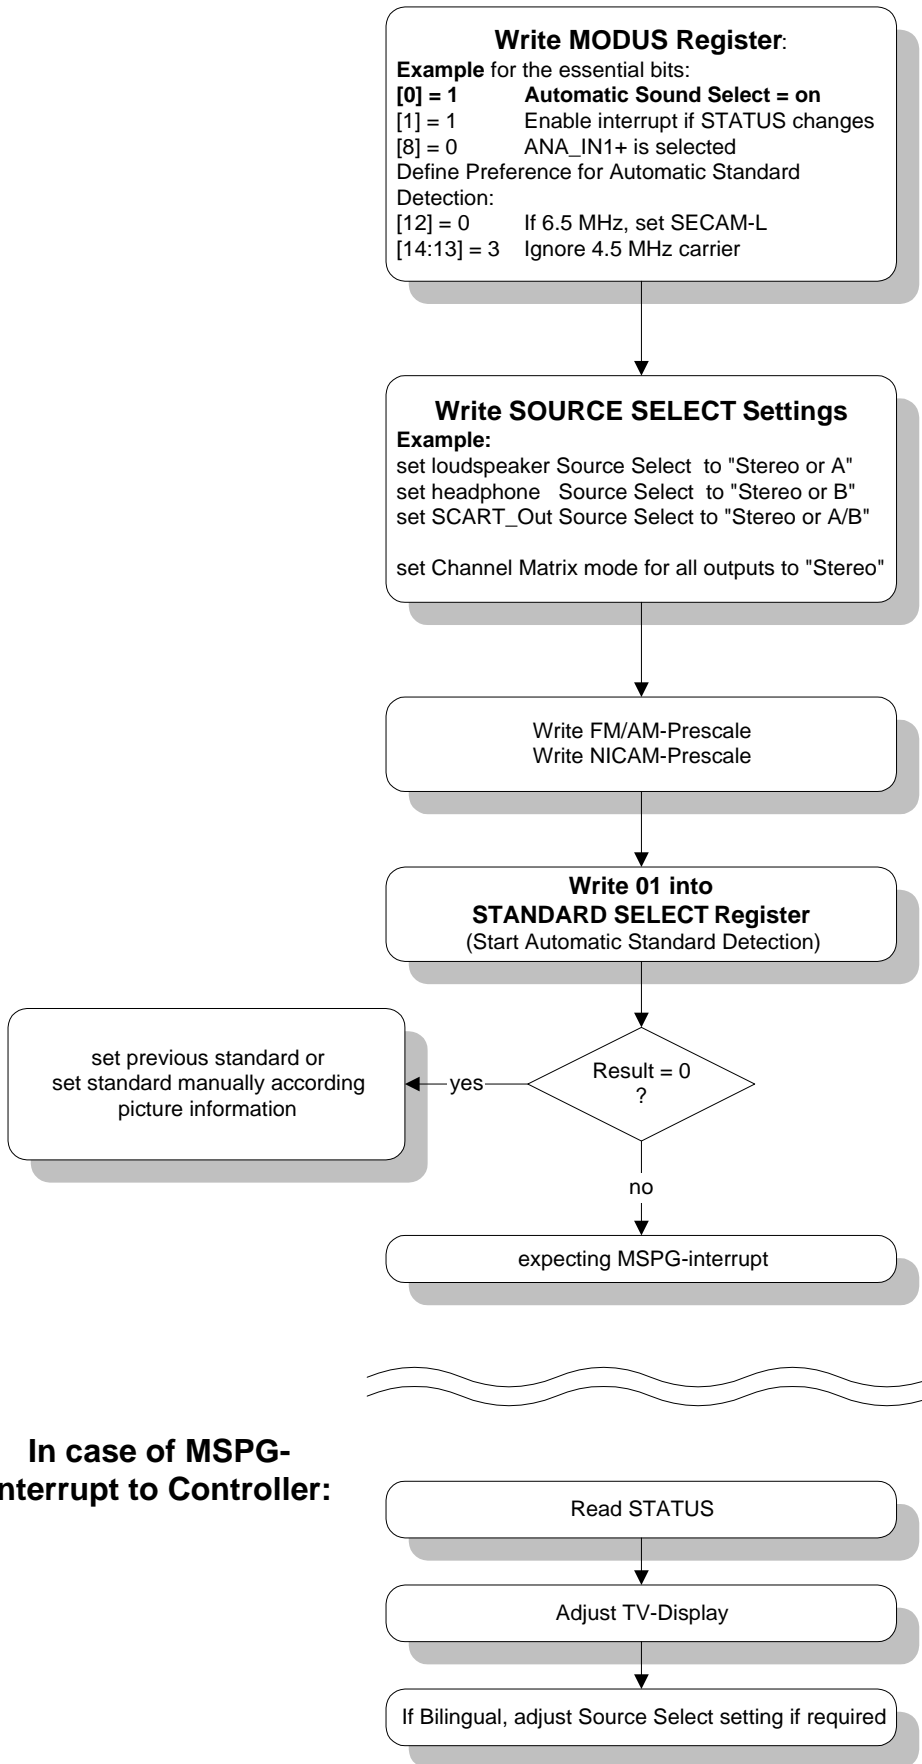 Write MODUS Register:
Example for the essential bits:
[0] = 1 Automatic Sound Select = on
[1] = 1 Enable interrupt if STATUS changes
[8] = 0 ANA_IN1+ is selected
Define Preference for Automatic Standard
Detection:
[12] = 0 If 6.5 MHz, set SECAM-L
[14:13] = 3 Ignore 4.5 MHz carrier
Write SOURCE SELECT Settings
Example:
set loudspeaker Source Select to "Stereo or A"
set headphone Source Select to "Stereo or B"
set SCART_Out Source Select to "Stereo or A/B"
set Channel Matrix mode for all outputs to "Stereo"
Write FM/AM-Prescale
Write NICAM-Prescale
Write 01 into
STANDARD SELECT Register
(Start Automatic Standard Detection)
Result = 0
?
yes
set previous standard or
set standard manually according
picture information
no
expecting MSPG-interrupt
In case of MSPG-
nterrupt to Controller:
Read STATUS
Adjust TV-Display
If Bilingual, adjust Source Select setting if required